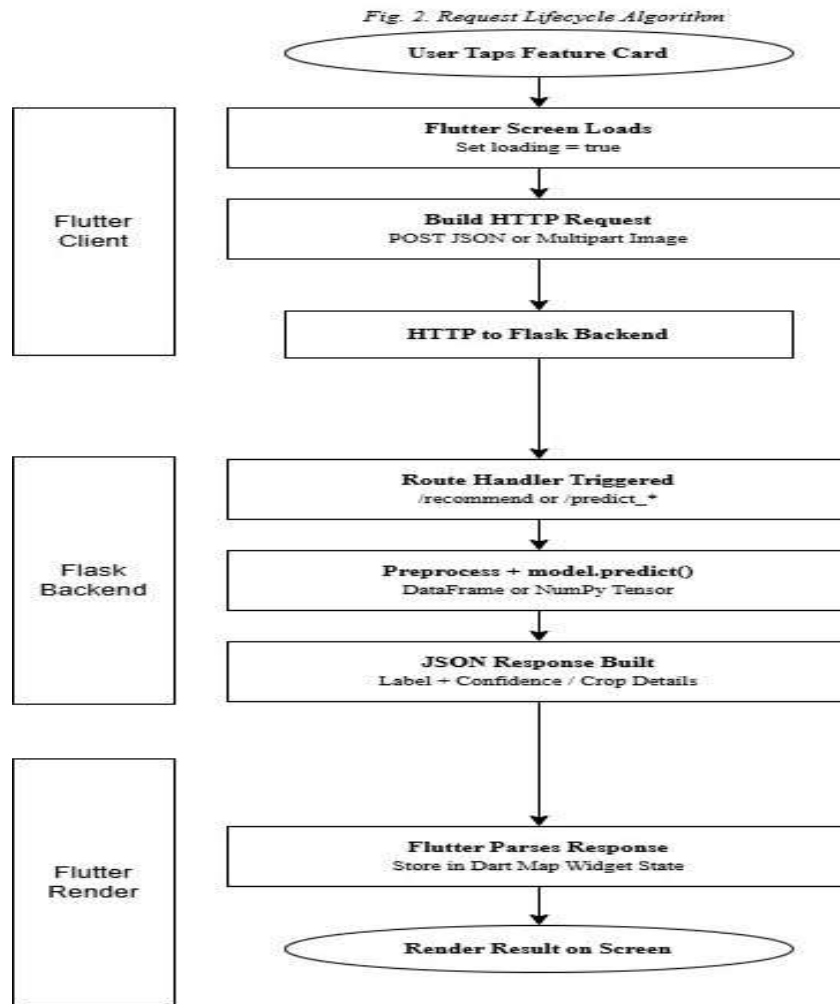 Fig. 2. Request Lifecycle Algorithm
User Taps Feature Card
Flutter
Client
Flutter Screen Loads
Set loading = true
Build HTTP Request
POST JSON or Multipart Image
HTTP to Flask Backend
Flask
Backend
Route Handler Triggered
/recommend or /predict_*
Preprocess + model.predict()
DataFrame or NumPy Tensor
JSON Response Built
Label + Confidence / Crop Details
Flutter
Render
Flutter Parses Response
Store in Dart Map Widget State
Render Result on Screen